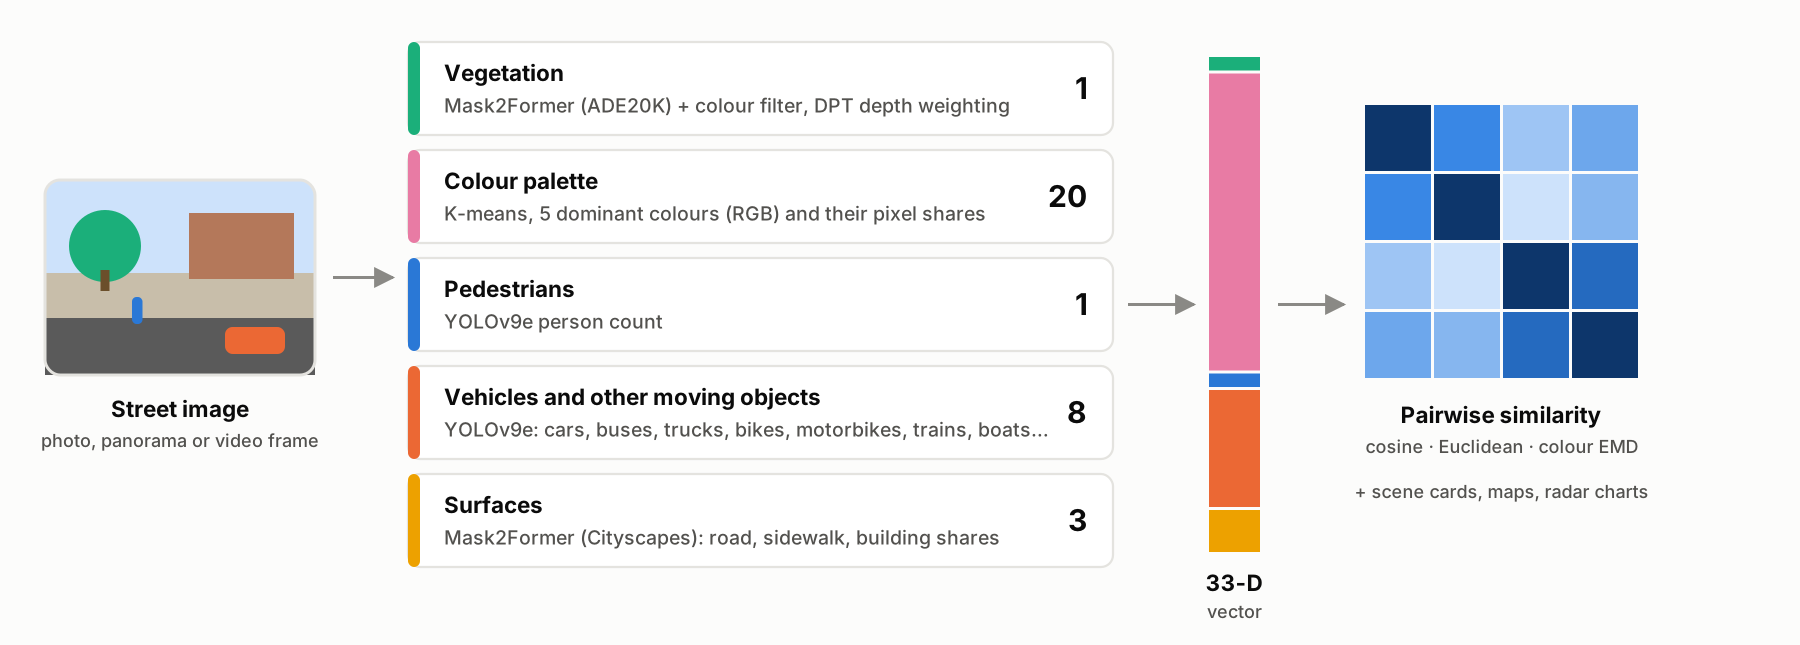 Street image
photo, panorama or video frame
Vegetation
Mask2Former (ADE20K) + colour filter, DPT depth weighting
1
Colour palette
K-means, 5 dominant colours (RGB) and their pixel shares
20
Pedestrians
YOLOv9e person count
1
Vehicles and other moving objects
YOLOv9e: cars, buses, trucks, bikes, motorbikes, trains, boats...
8
Surfaces
Mask2Former (Cityscapes): road, sidewalk, building shares
3
33-D
vector
Pairwise similarity
cosine · Euclidean · colour EMD
+ scene cards, maps, radar charts